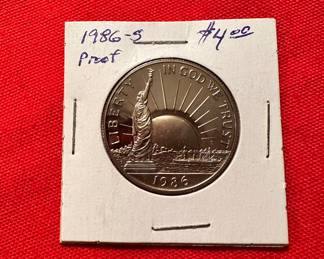 1986-S $4.00
Proof
LIBERTY IN GOD WE TRUST
1986